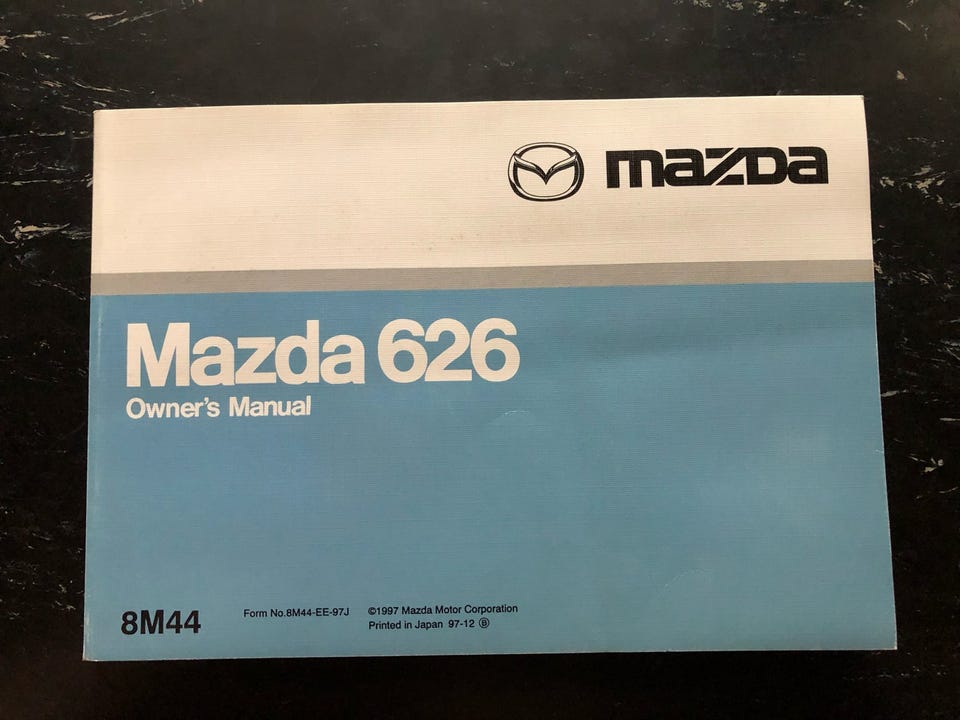 mazda
Mazda 626
Owner's Manual
8M44
Form No.8M44-EE-97J
©1997 Mazda Motor Corporation
Printed in Japan 97-12 Ⓑ